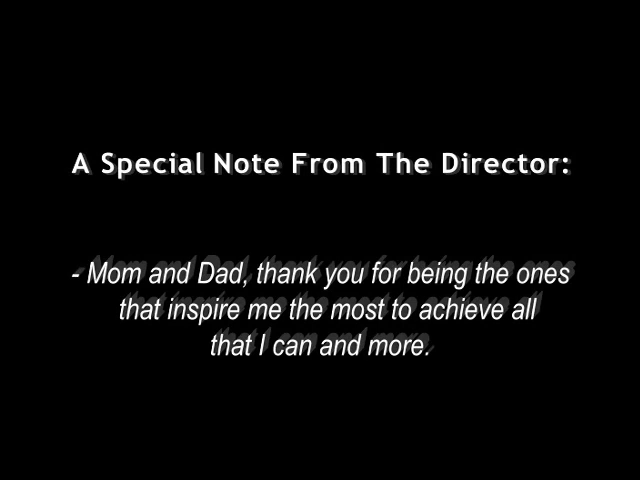 A Special Note From The Director:
- Mom and Dad, thank you for being the ones
that inspire me the most to achieve all
that I can and more.